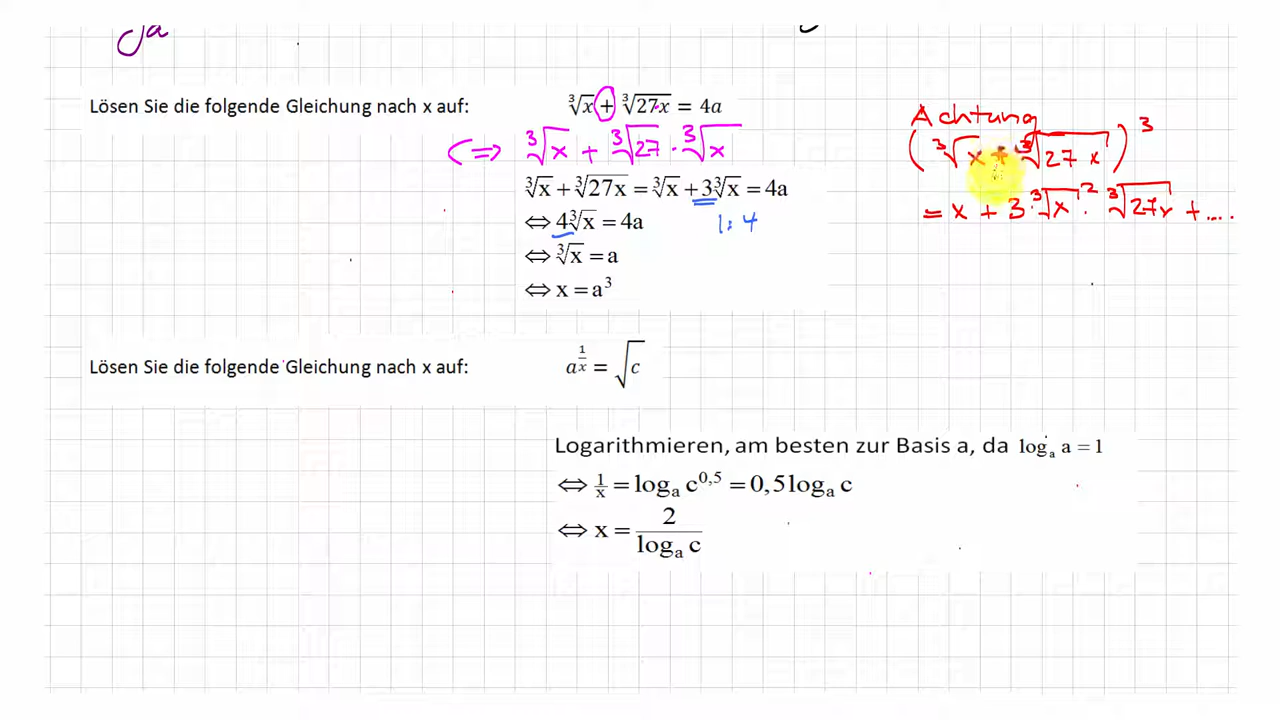 Lösen Sie die folgende Gleichung nach x auf: ∛x + ∛27x = 4a
⟺ ∛x + ∛27 · ∛x
∛x + ∛27x = ∛x + 3∛x = 4a
⟺ 4∛x = 4a |: 4
⟺ ∛x = a
⟺ x = a³
Achtung
(∛x + ∛27x)³
= x + 3·∛x² · ∛27x + ....
Lösen Sie die folgende Gleichung nach x auf: a^(1/x) = √c
Logarithmieren, am besten zur Basis a, da logₐ a = 1
⟺ 1/x = logₐ c^0,5 = 0,5 logₐ c
⟺ x = 2/logₐ c